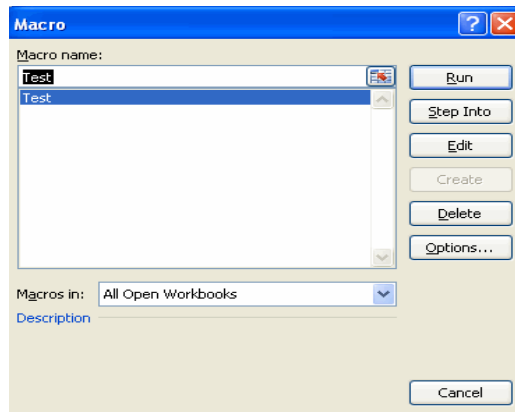 Macro
Macro name:
Test
Test
Run
Step Into
Edit
Create
Delete
Options...
Macros in: All Open Workbooks
Description
Cancel